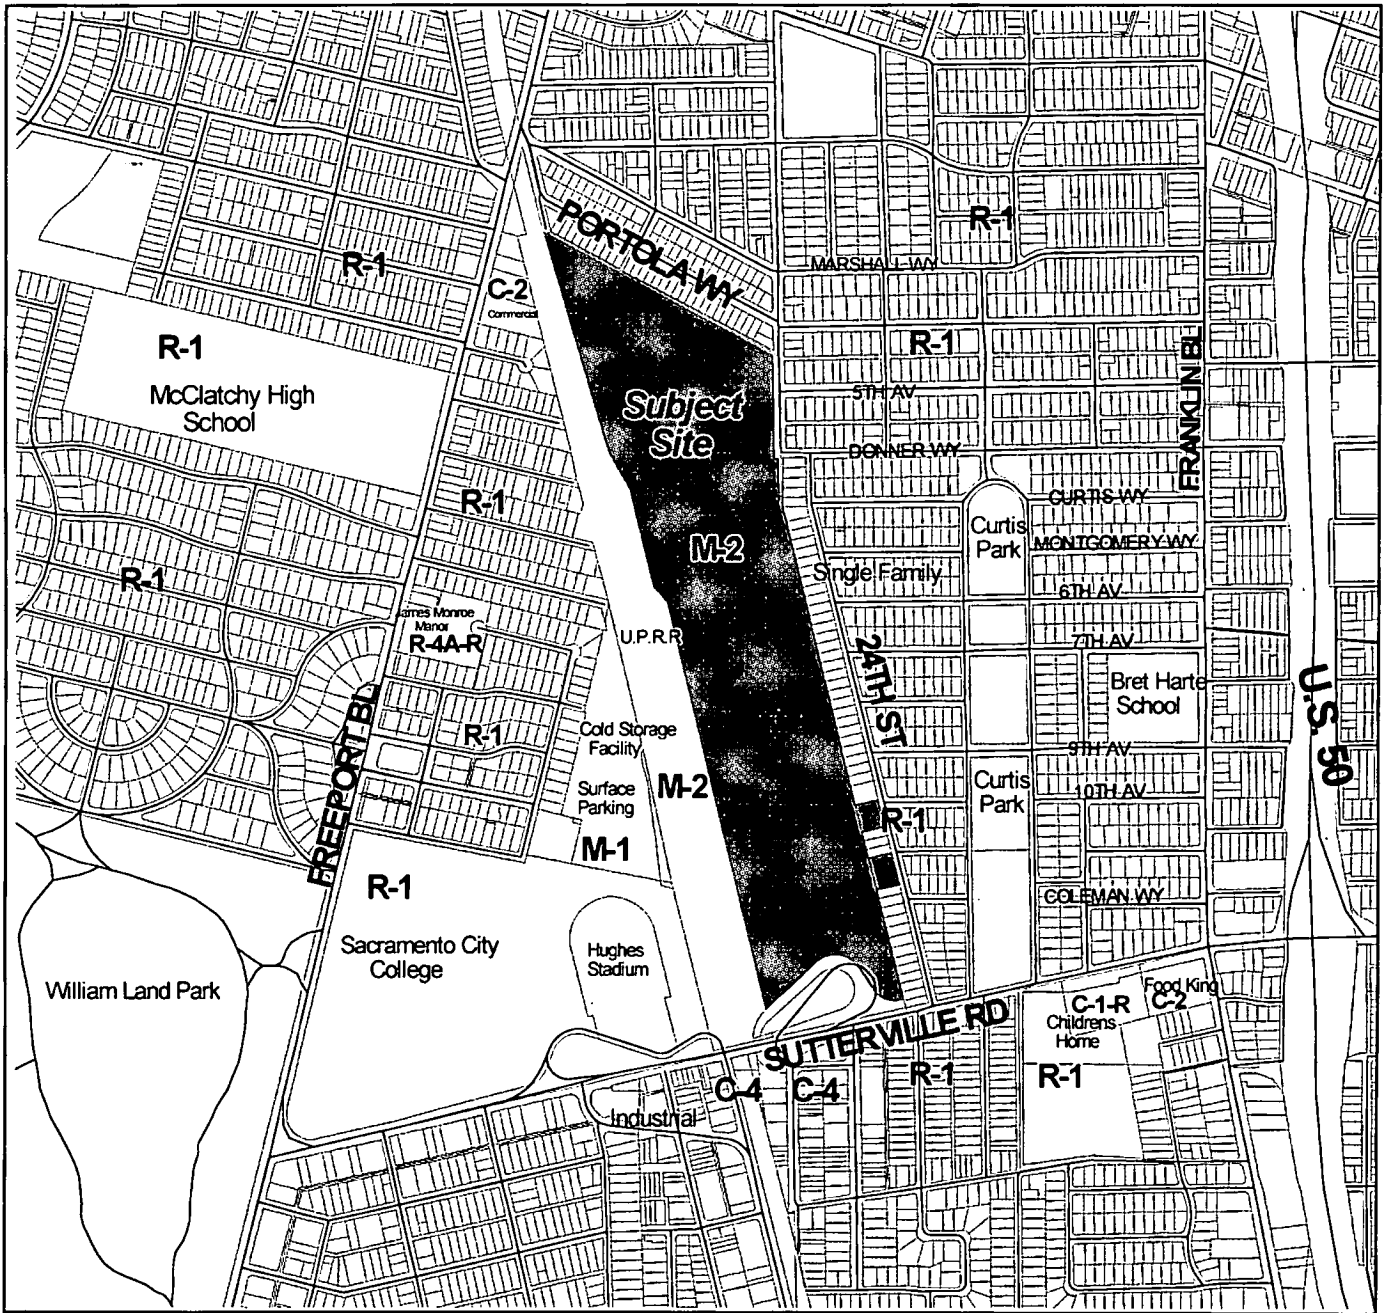 PORTOLA WY
R-1
MARSHALL WY
R-1
C-2
Commercial
R-1
R-1
McClatchy High
School
Subject
Site
5TH AV
FRANKLIN BL
DONNER WY
R-1
CURTIS WY
Curtis
Park
MONTGOMERY WY
M-2
Single Family
R-1
6TH AV
James Monroe
Manor
R-4A-R
U.P.R.R
7TH AV
24TH ST
Bret Harte
School
U.S. 50
FREEPORT BL
R-1
Cold Storage
Facility
9TH AV
M-2
Surface
Parking
Curtis
Park
10TH AV
R-1
M-1
R-1
COLEMAN WY
Sacramento City
College
Hughes
Stadium
William Land Park
Food King
C-1-R
C-2
Childrens
Home
SUTTERVILLE RD
R-1
R-1
C-4
C-4
Industrial